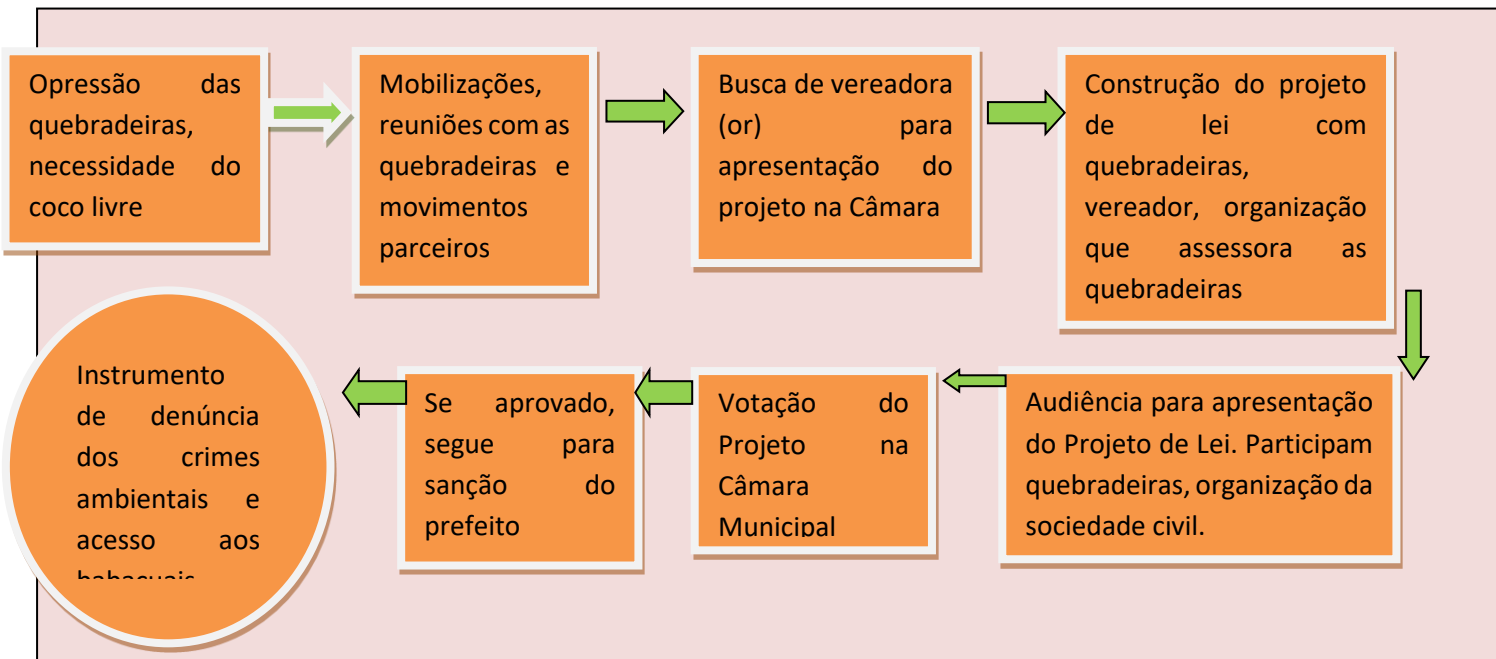 Opressão das
quebradeiras,
necessidade do
coco livre
Mobilizações,
reuniões com as
quebradeiras e
movimentos
parceiros
Busca de vereadora
(or) para
apresentação do
projeto na Câmara
Construção do projeto
de lei com
quebradeiras,
vereador, organização
que assessora as
quebradeiras
Audiência para apresentação
do Projeto de Lei. Participam
quebradeiras, organização da
sociedade civil.
Votação do
Projeto na
Câmara
Municipal
Se aprovado,
segue para
sanção do
prefeito
Instrumento
de denúncia
dos crimes
ambientais e
acesso aos
babaçuais